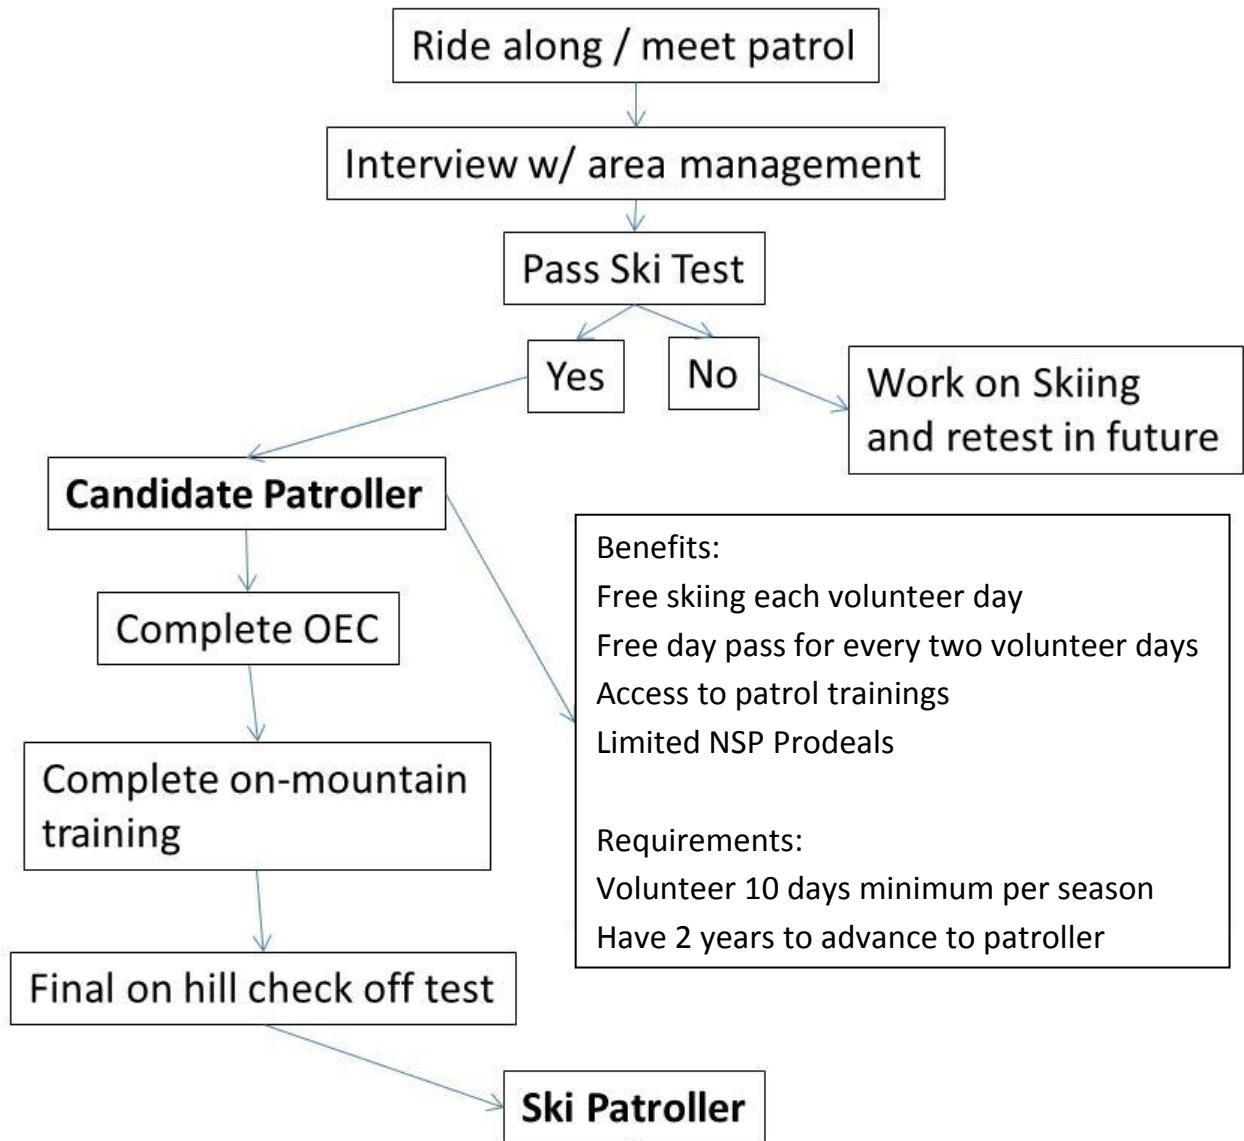 Ride along / meet patrol
Interview w/ area management
Pass Ski Test
Yes
No
Work on Skiing
and retest in future
Candidate Patroller
Benefits:
Free skiing each volunteer day
Free day pass for every two volunteer days
Access to patrol trainings
Limited NSP Prodeals
Requirements:
Volunteer 10 days minimum per season
Have 2 years to advance to patroller
Complete OEC
Complete on-mountain
training
Final on hill check off test
Ski Patroller